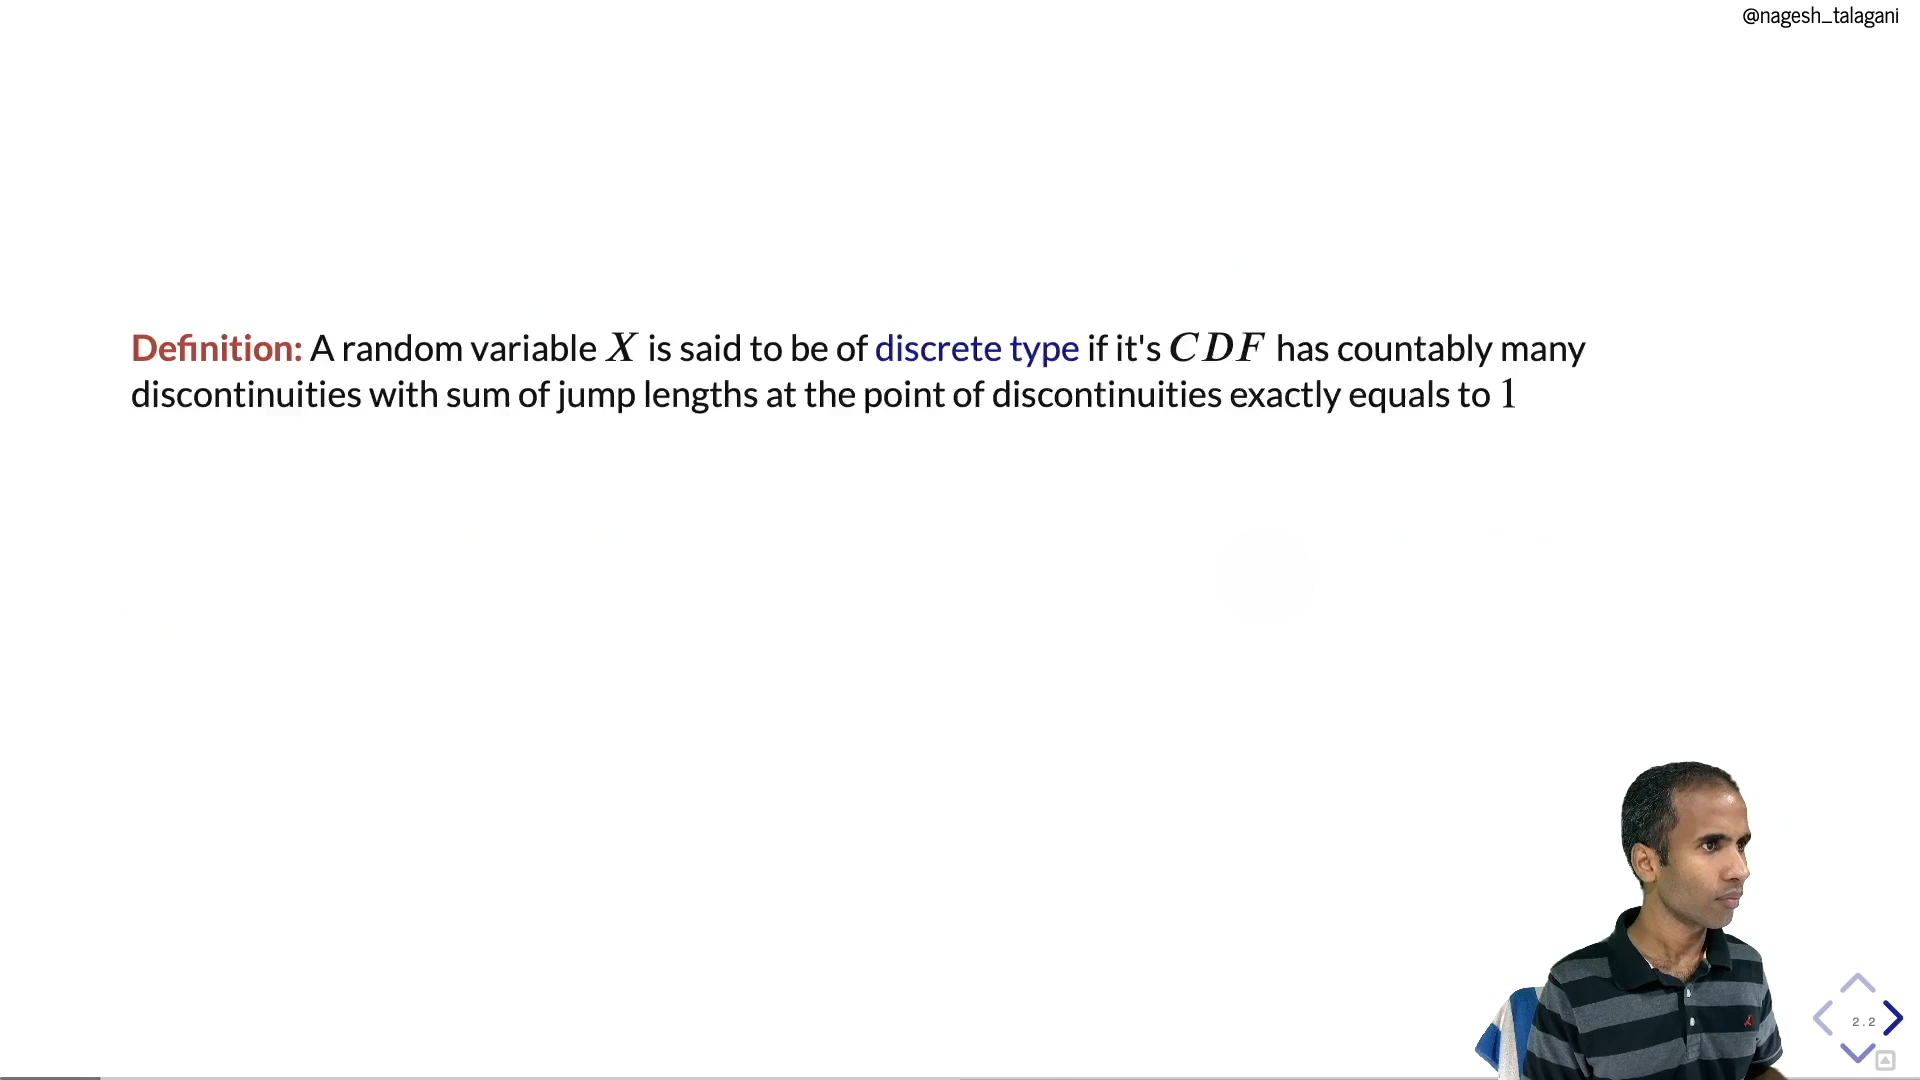 @nagesh_talagani
Definition: A random variable X is said to be of discrete type if it's CDF has countably many
discontinuities with sum of jump lengths at the point of discontinuities exactly equals to 1
2.2